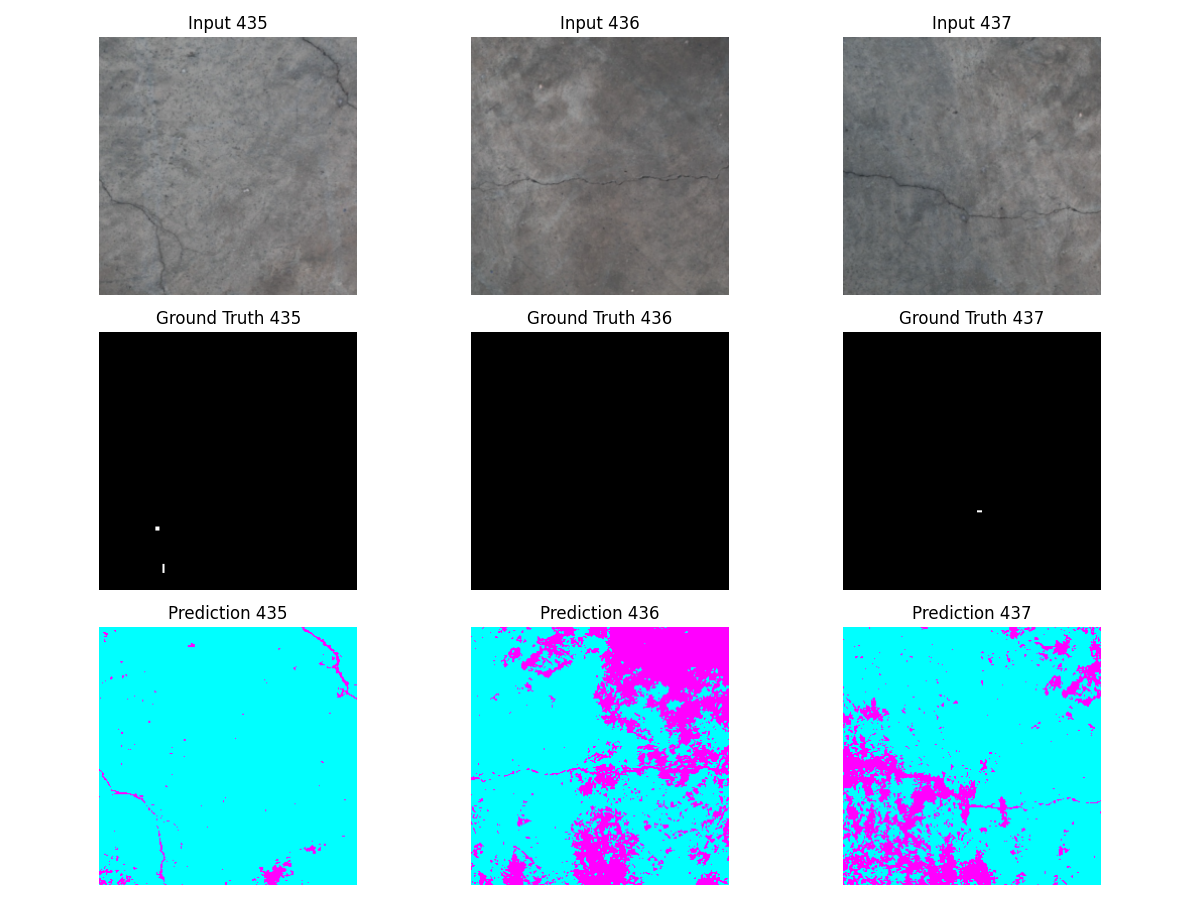 Input 435
Input 436
Input 437
Ground Truth 435
Ground Truth 436
Ground Truth 437
Prediction 435
Prediction 436
Prediction 437